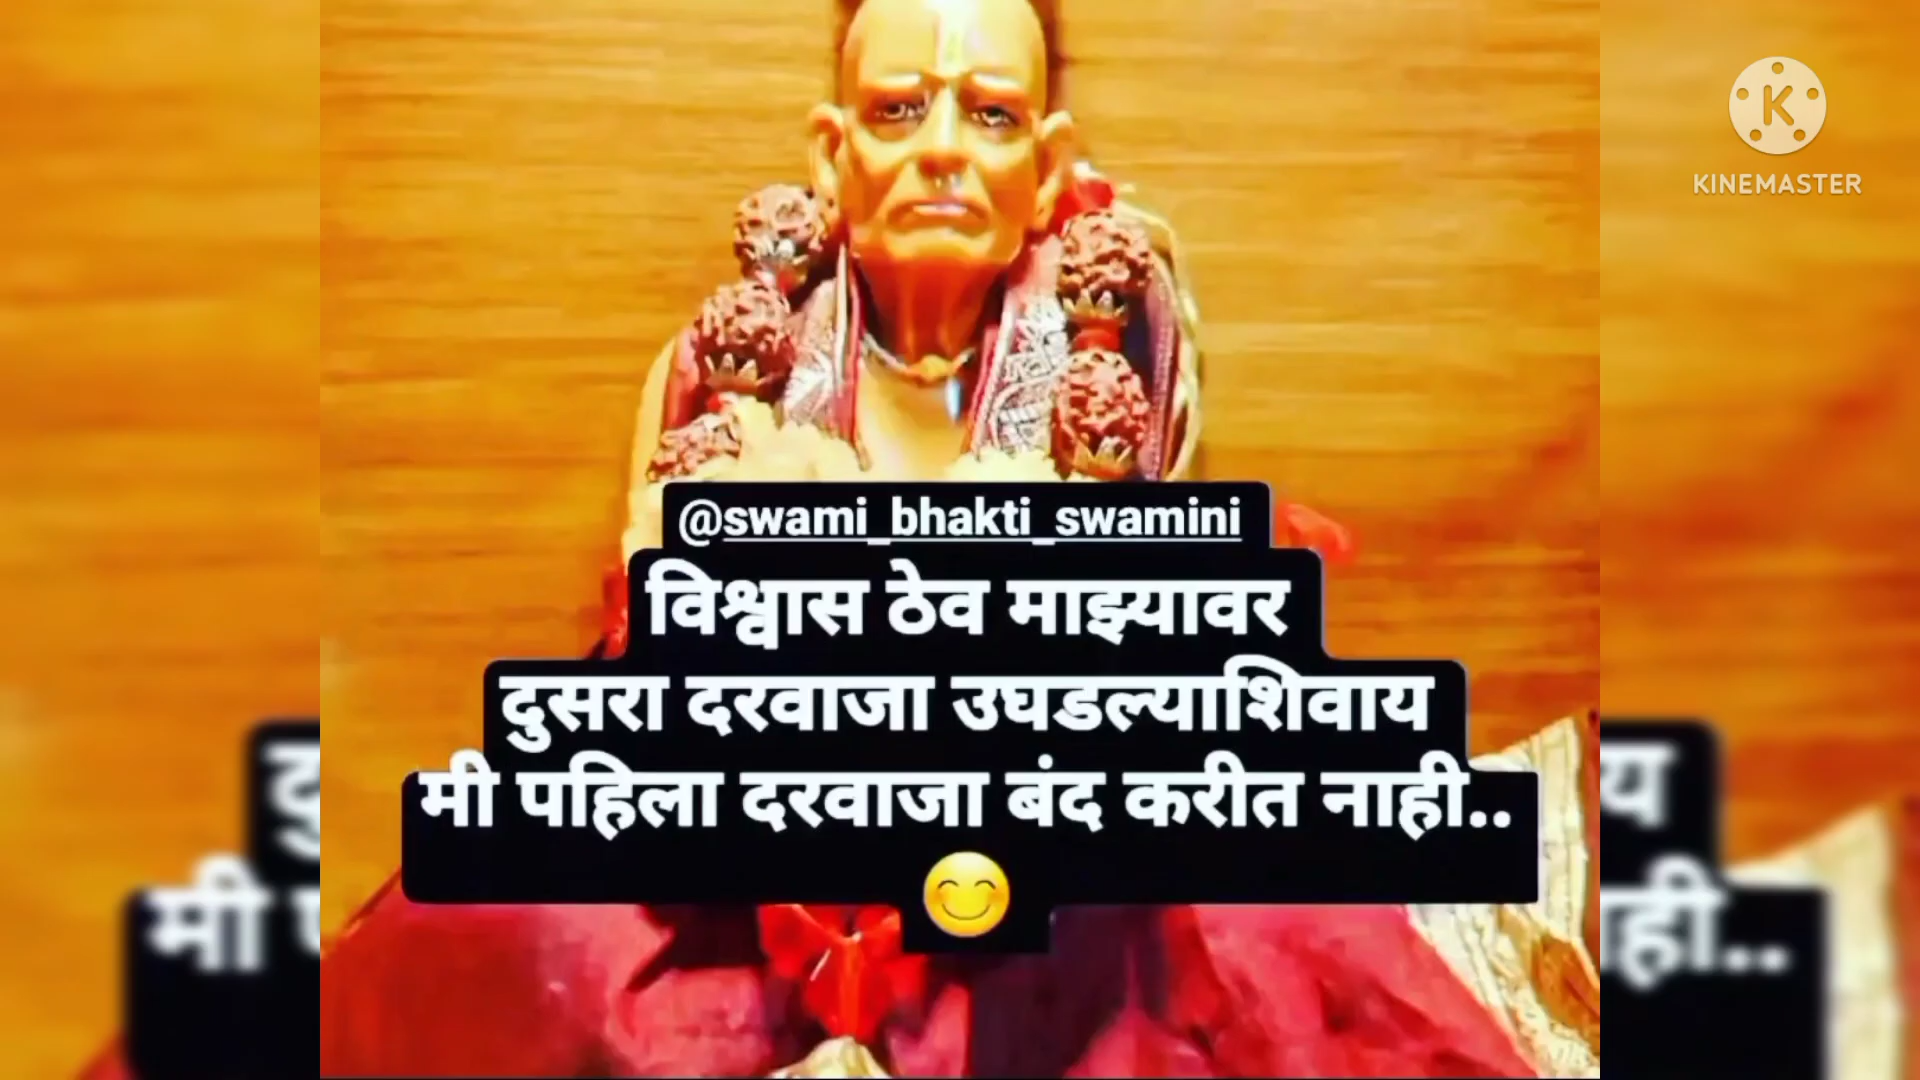 KINEMASTER
@swami_bhakti_swamini
विश्वास ठेव माझ्यावर
दुसरा दरवाजा उघडल्याशिवाय
मी पहिला दरवाजा बंद करीत नाही..
😊